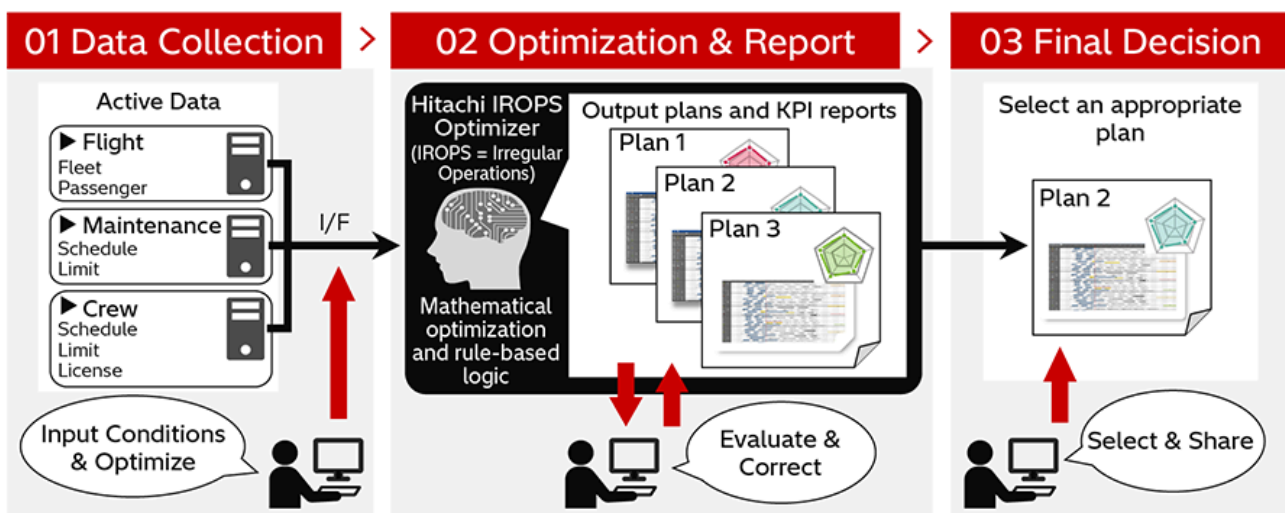 01 Data Collection
>
02 Optimization & Report
>
03 Final Decision
Active Data
▶ Flight
Fleet
Passenger
▶ Maintenance
Schedule
Limit
▶ Crew
Schedule
Limit
License
I/F
Input Conditions
& Optimize
Hitachi IROPS
Optimizer
(IROPS = Irregular
Operations)
Mathematical
optimization
and rule-based
logic
Output plans and KPI reports
Plan 1
Plan 2
Plan 3
Evaluate &
Correct
Select an appropriate
plan
Plan 2
Select & Share